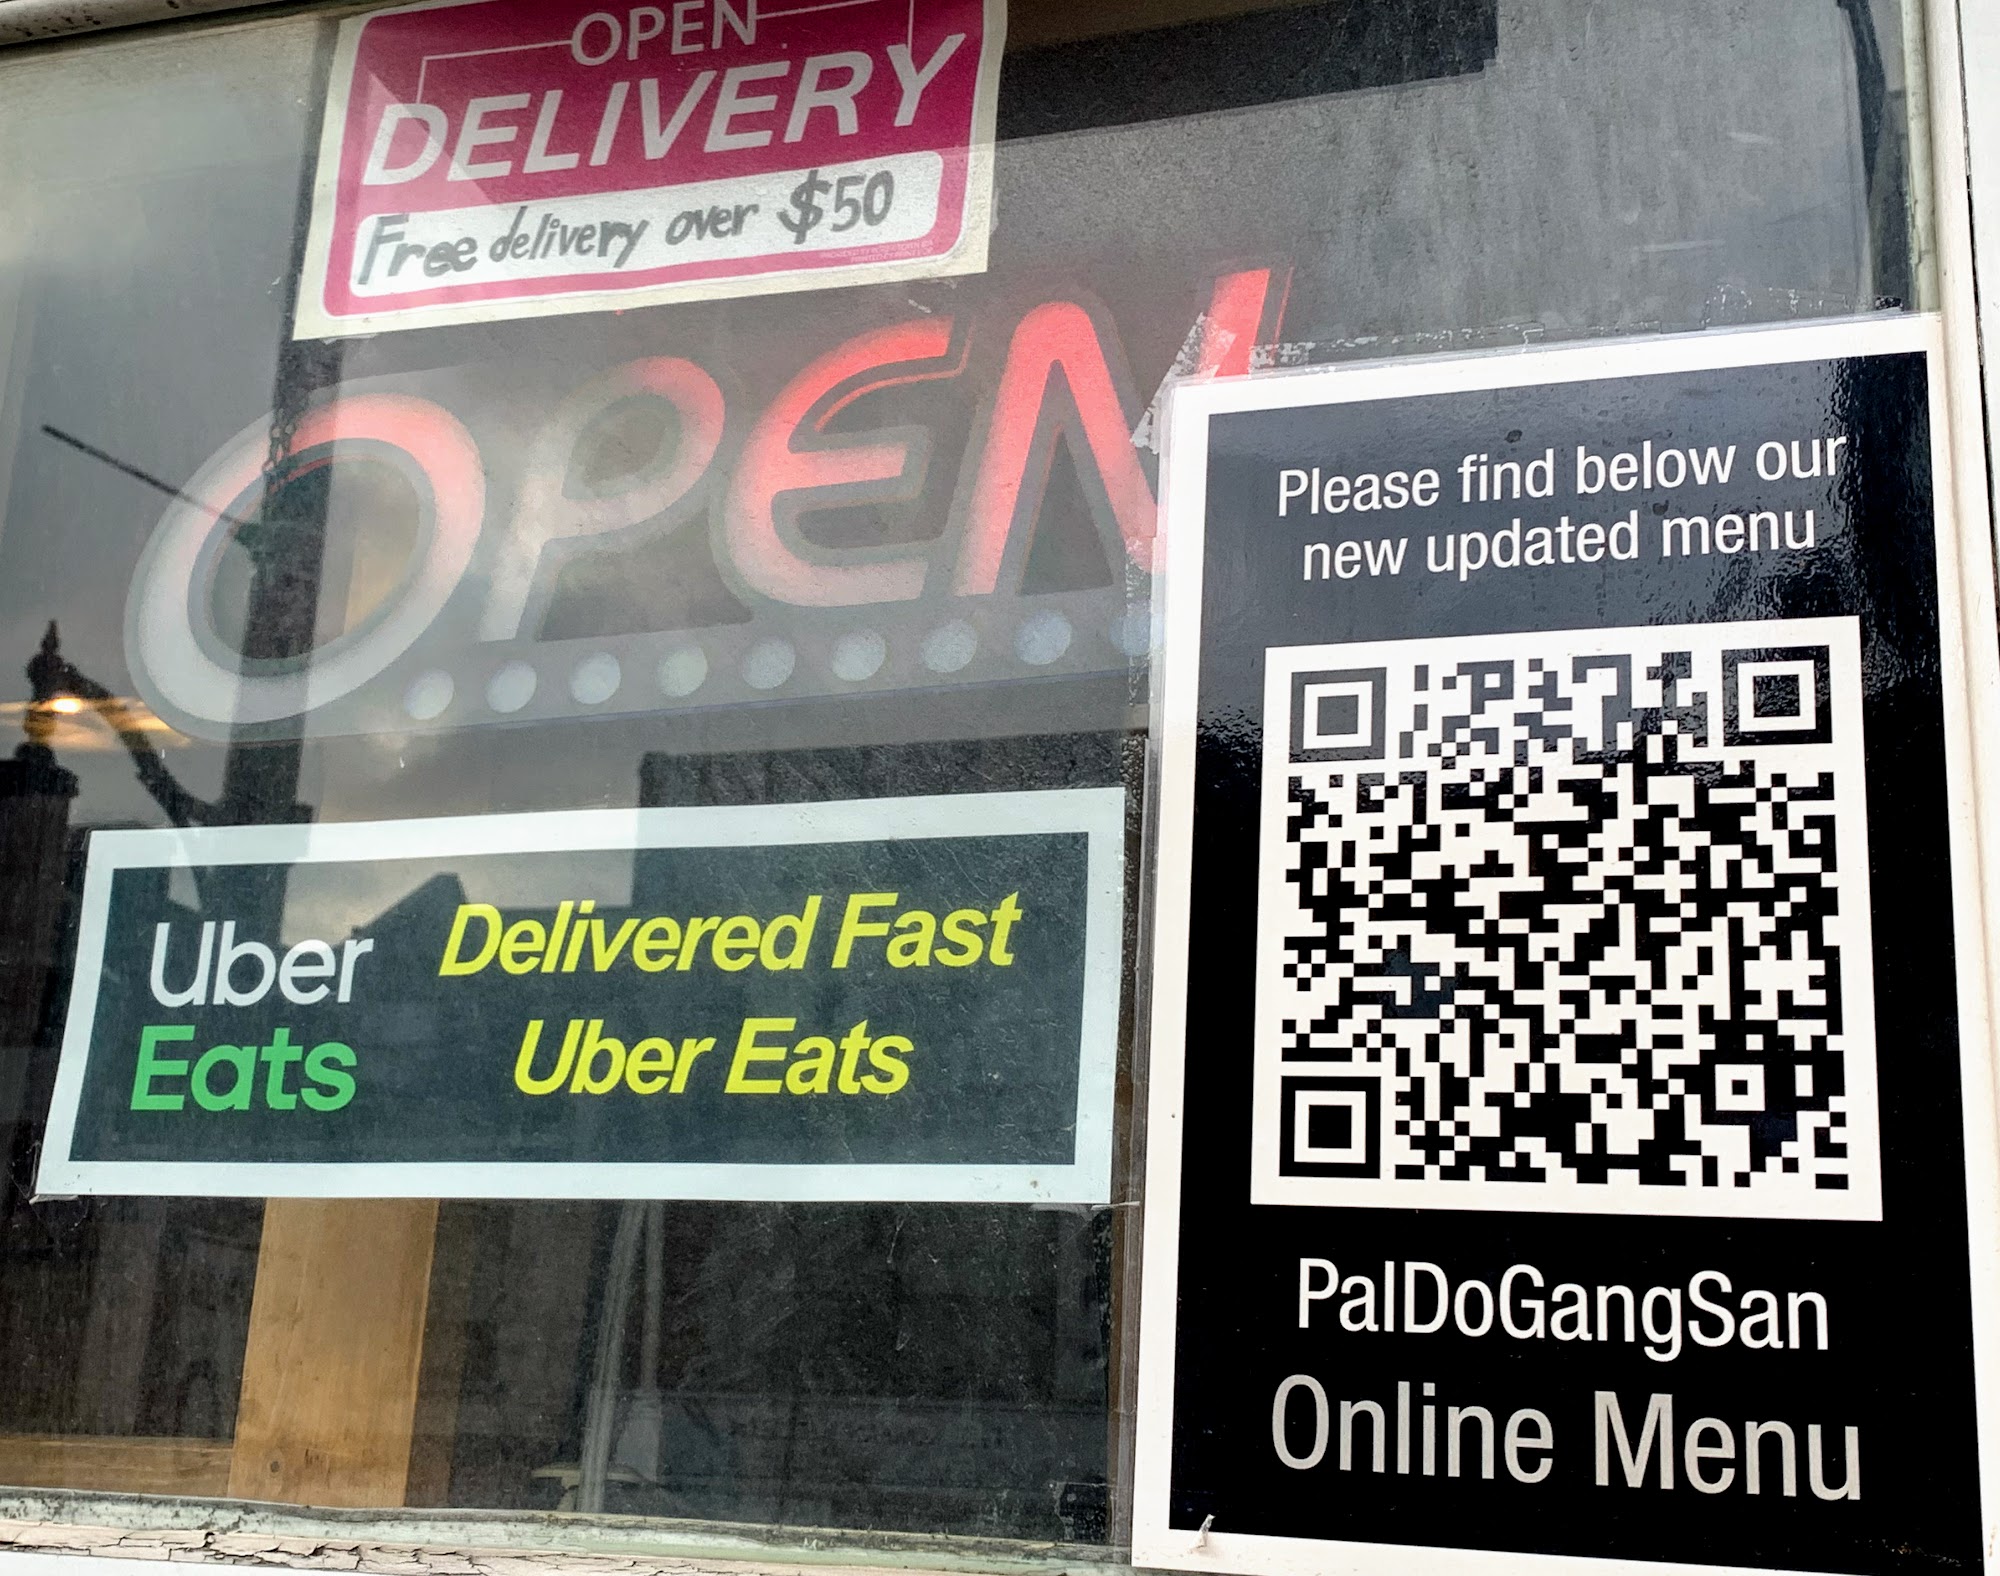 OPEN
DELIVERY
Free delivery over $50
OPEN
Please find below our
new updated menu
Uber
Eats
Delivered Fast
Uber Eats
PalDoGangSan
Online Menu